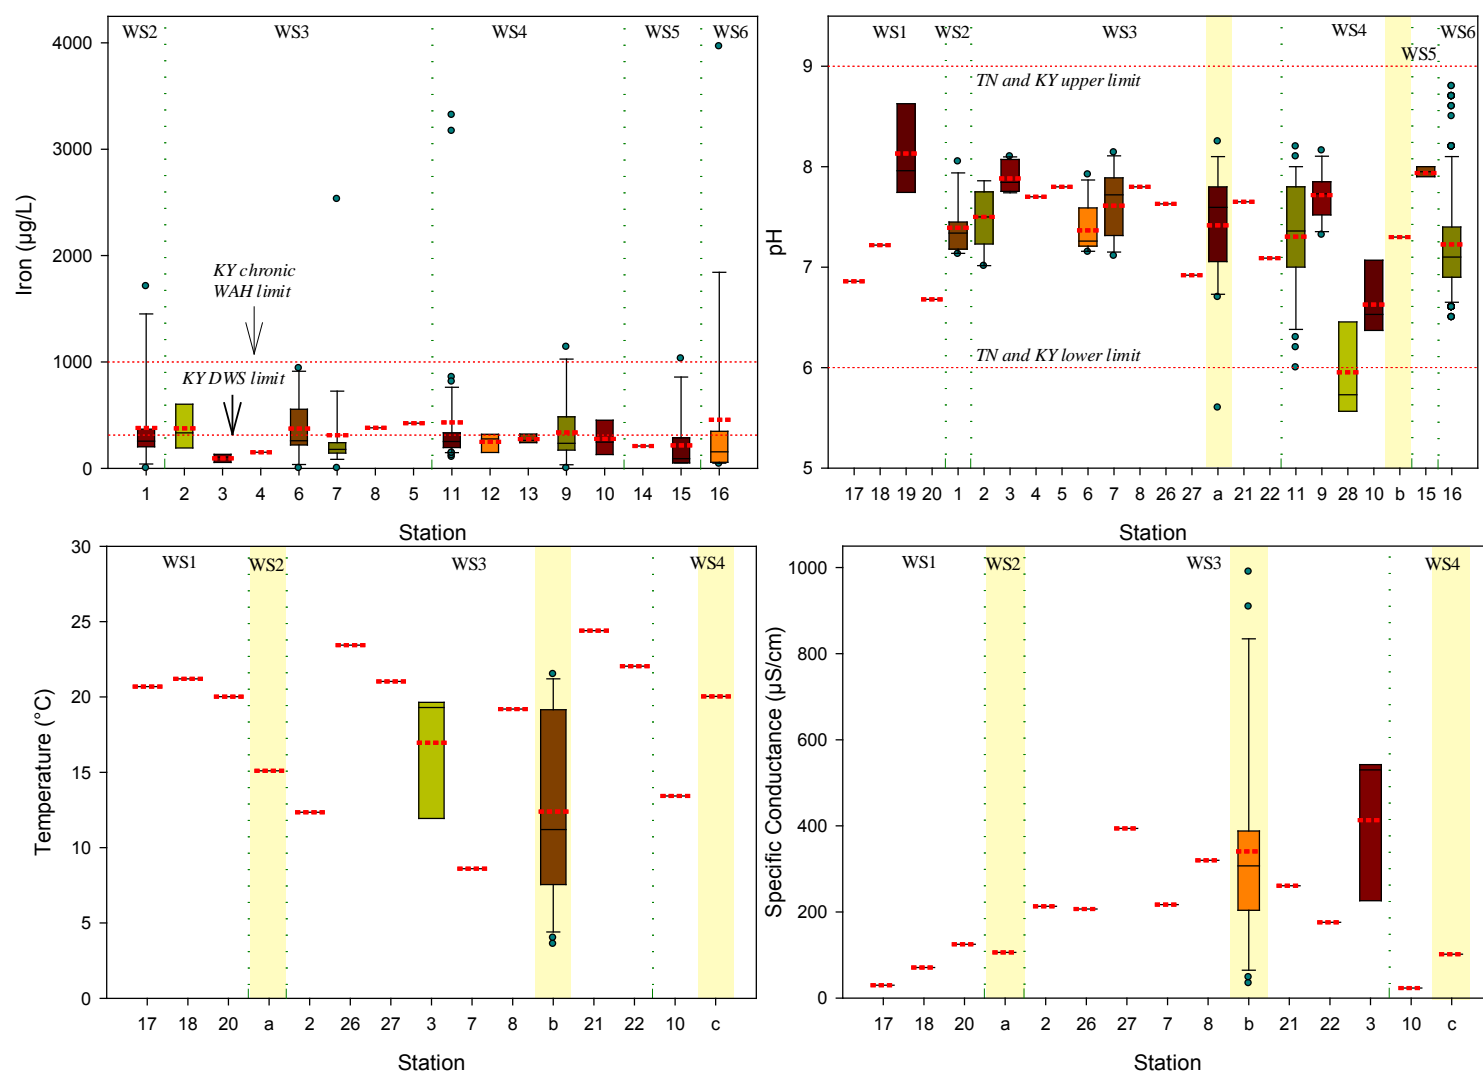 WS2 WS3 WS4 WS5 WS6
4000
3000
2000
1000
0
Iron (µg/L)
KY chronic
WAH limit
KY DWS limit
1 2 3 4 6 7 8 5 11 12 13 9 10 14 15 16
Station
WS1 WS2 WS3 WS4 WS6
WS5
9
8
7
6
5
pH
TN and KY upper limit
TN and KY lower limit
17 18 19 20 1 2 3 4 5 6 7 8 26 27 a 21 22 11 9 28 10 b 15 16
Station
WS1 WS2 WS3 WS4
30
25
20
15
10
5
0
Temperature (°C)
17 18 20 a 2 26 27 3 7 8 b 21 22 10 c
Station
WS1 WS2 WS3 WS4
1000
800
600
400
200
0
Specific Conductance (µS/cm)
17 18 20 a 2 26 27 7 8 b 21 22 3 10 c
Station